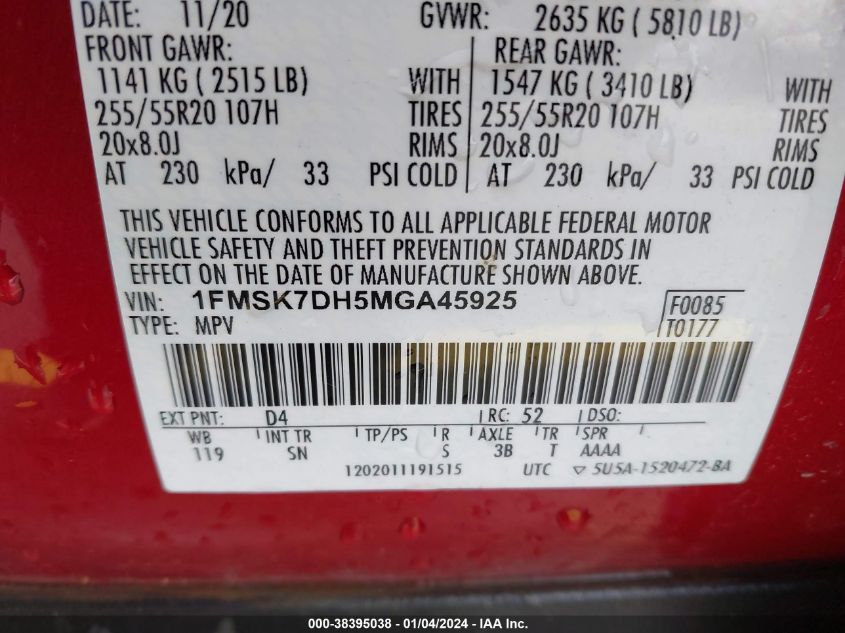 DATE: 11/20 GVWR: 2635 KG ( 5810 LB)
FRONT GAWR: REAR GAWR:
1141 KG ( 2515 LB) WITH 1547 KG ( 3410 LB) WITH
255/55R20 107H TIRES 255/55R20 107H TIRES
20x8.0J RIMS 20x8.0J RIMS
AT 230 kPa/ 33 PSI COLD AT 230 kPa/ 33 PSI COLD
THIS VEHICLE CONFORMS TO ALL APPLICABLE FEDERAL MOTOR
VEHICLE SAFETY AND THEFT PREVENTION STANDARDS IN
EFFECT ON THE DATE OF MANUFACTURE SHOWN ABOVE.
VIN: 1FMSK7DH5MGA45925 F0085
TYPE: MPV T0177
EXT PNT: D4 RC: 52 DSO:
WB INT TR TP/PS R AXLE TR SPR
119 SN S 3B T AAAA
1202011191515 UTC ▽ 5U5A-1520472-BA
000-38395038 - 01/04/2024 - IAA Inc.